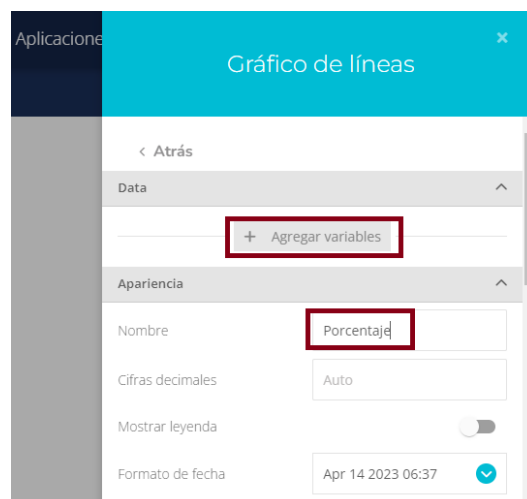 Aplicacione
×
Gráfico de líneas
< Atrás
Data
+ Agregar variables
Apariencia
Nombre
Porcentaje
Cifras decimales
Auto
Mostrar leyenda
Formato de fecha
Apr 14 2023 06:37